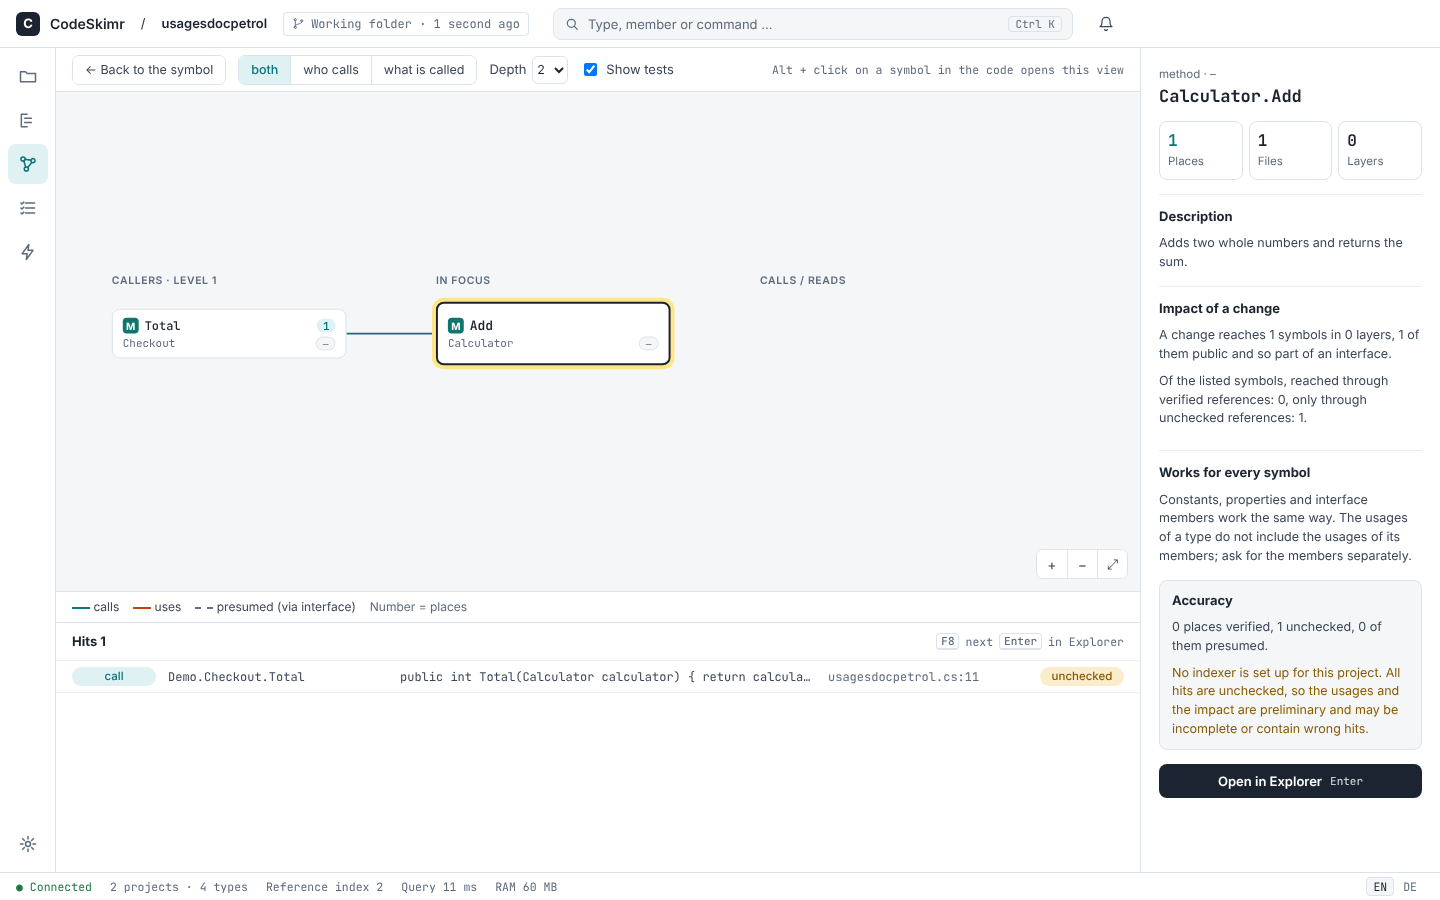 C CodeSkimr / usagesdocpetrol Working folder · 1 second ago Type, member or command ... Ctrl K
← Back to the symbol both who calls what is called Depth 2 Show tests Alt + click on a symbol in the code opens this view
CALLERS · LEVEL 1 IN FOCUS CALLS / READS
M Total 1
Checkout –
M Add
Calculator –
+ −
calls uses presumed (via interface) Number = places
Hits 1 F8 next Enter in Explorer
call Demo.Checkout.Total public int Total(Calculator calculator) { return calcula… usagesdocpetrol.cs:11 unchecked
method · –
Calculator.Add
1 1 0
Places Files Layers
Description
Adds two whole numbers and returns the
sum.
Impact of a change
A change reaches 1 symbols in 0 layers, 1 of
them public and so part of an interface.
Of the listed symbols, reached through
verified references: 0, only through
unchecked references: 1.
Works for every symbol
Constants, properties and interface
members work the same way. The usages
of a type do not include the usages of its
members; ask for the members separately.
Accuracy
0 places verified, 1 unchecked, 0 of
them presumed.
No indexer is set up for this project. All
hits are unchecked, so the usages and
the impact are preliminary and may be
incomplete or contain wrong hits.
Open in Explorer Enter
Connected 2 projects · 4 types Reference index 2 Query 11 ms RAM 60 MB EN DE